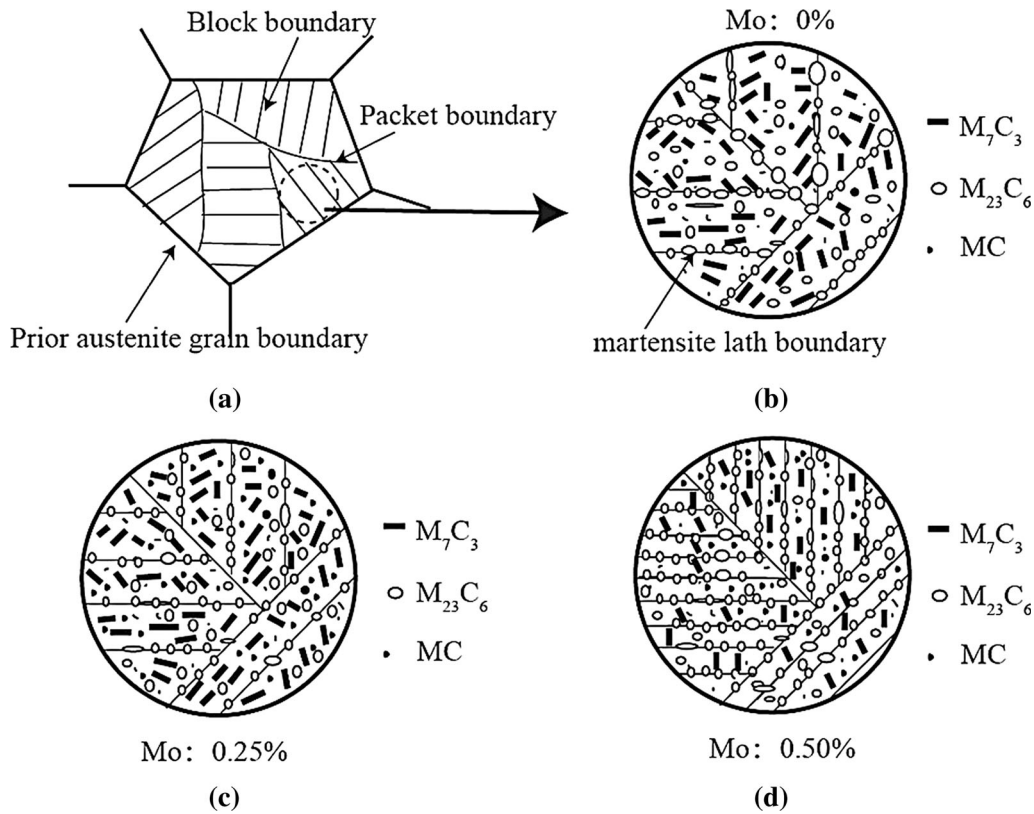 Block boundary
Packet boundary
Prior austenite grain boundary
(a)
Mo: 0%
M₇C₃
M₂₃C₆
MC
martensite lath boundary
(b)
M₇C₃
M₂₃C₆
MC
Mo: 0.25%
(c)
M₇C₃
M₂₃C₆
MC
Mo: 0.50%
(d)